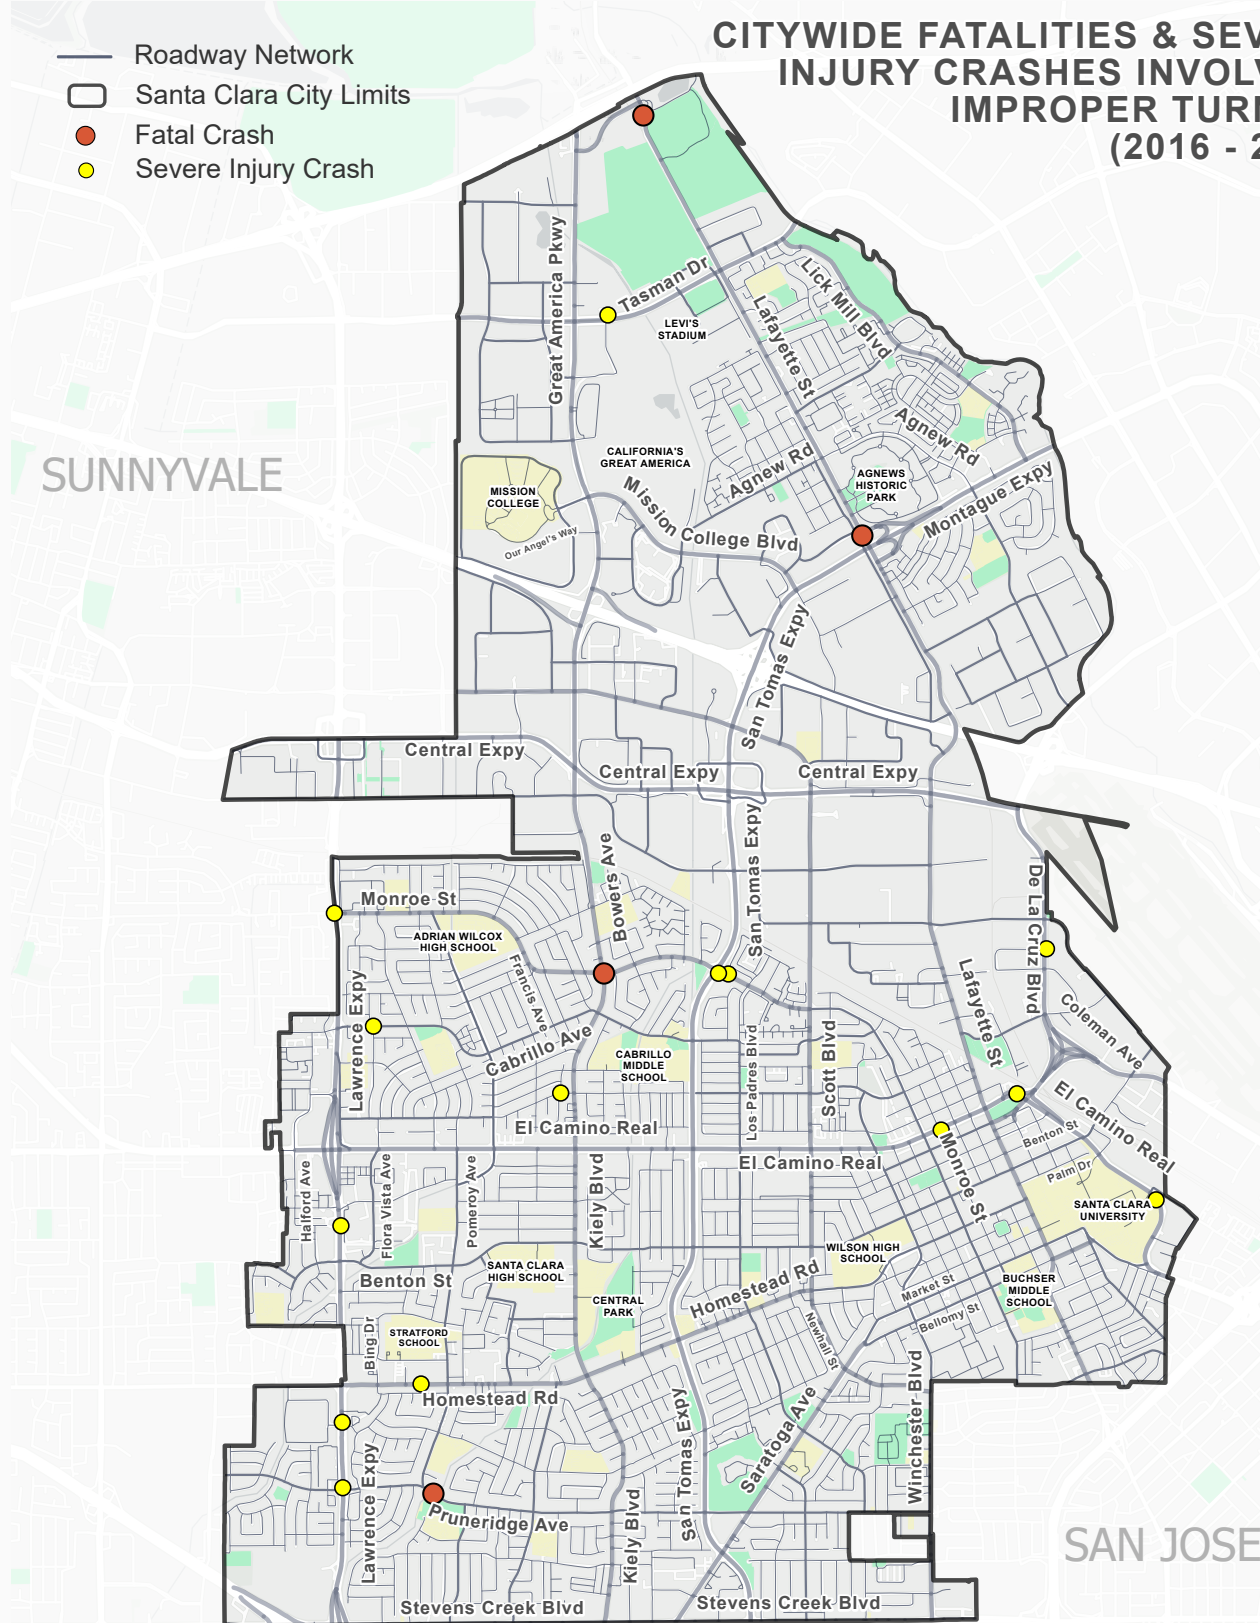 CITYWIDE FATALITIES & SEV
INJURY CRASHES INVOLV
IMPROPER TUR
(2016 - 2
Roadway Network
Santa Clara City Limits
Fatal Crash
Severe Injury Crash
Great America Pkwy
Tasman Dr
LEVI'S
STADIUM
Lafayette St
Lick Mill Blvd
SUNNYVALE
CALIFORNIA'S
GREAT AMERICA
Agnew Rd
Agnew Rd
AGNEWS
HISTORIC
PARK
Montague Expy
MISSION
COLLEGE
Our Angel's Way
Mission College Blvd
San Tomas Expy
Central Expy
Central Expy
Central Expy
Bowers Ave
San Tomas Expy
De La Cruz Blvd
Monroe St
ADRIAN WILCOX
HIGH SCHOOL
Francis Ave
Lawrence Expy
Cabrillo Ave
CABRILLO
MIDDLE
SCHOOL
Los Padres Blvd
Scott Blvd
Lafayette St
Coleman Ave
El Camino Real
El Camino Real
El Camino Real
Benton St
Palm Dr
Monroe St
SANTA CLARA
UNIVERSITY
Halford Ave
Flora Vista Ave
Pomeroy Ave
Kiely Blvd
Benton St
SANTA CLARA
HIGH SCHOOL
WILSON HIGH
SCHOOL
CENTRAL
PARK
Homestead Rd
Market St
Bellomy St
BUCHSER
MIDDLE
SCHOOL
Bing Dr
STRATFORD
SCHOOL
Newhall St
Homestead Rd
San Tomas Expy
Saratoga Ave
Winchester Blvd
Lawrence Expy
Pruneridge Ave
Kiely Blvd
SAN JOSE
Stevens Creek Blvd
Stevens Creek Blvd